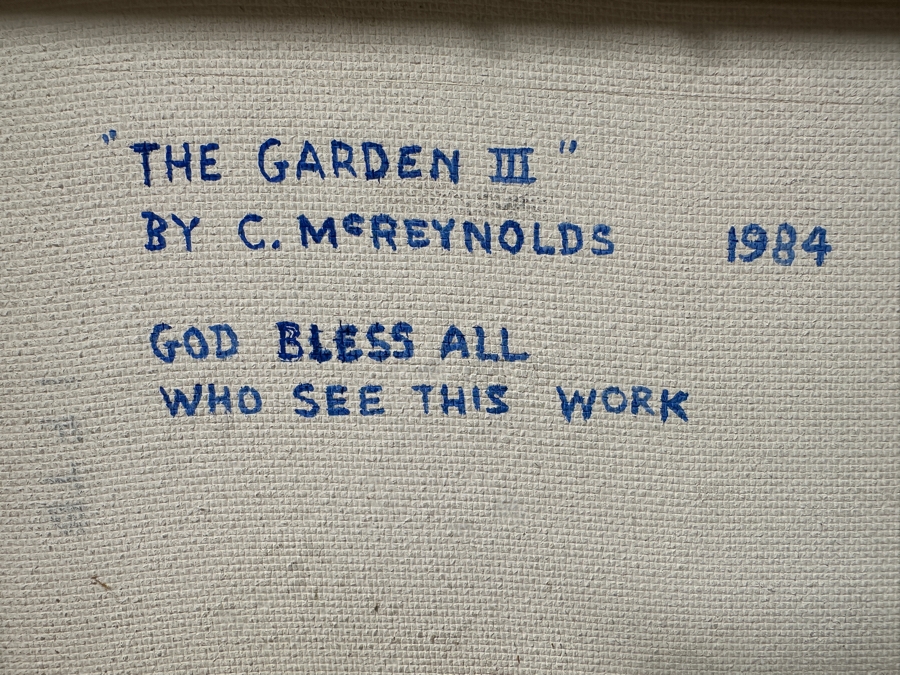 "THE GARDEN III"
BY C. McREYNOLDS 1984
GOD BLESS ALL
WHO SEE THIS WORK